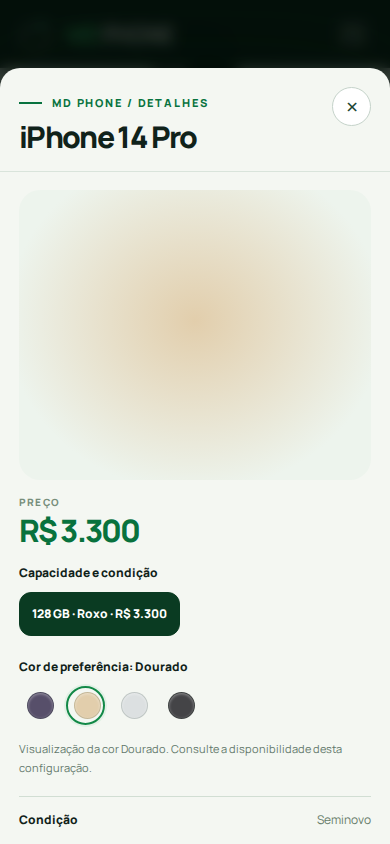 MD PHONE / DETALHES
iPhone 14 Pro
PREÇO
R$ 3.300
Capacidade e condição
128 GB · Roxo · R$ 3.300
Cor de preferência: Dourado
Visualização da cor Dourado. Consulte a disponibilidade desta
configuração.
Condição Seminovo